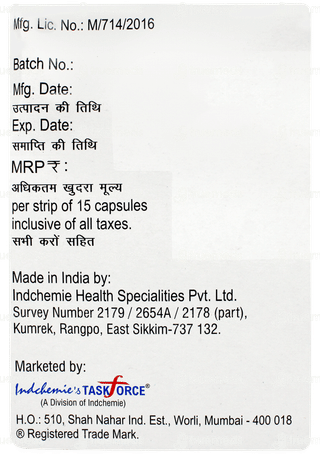 Mfg. Lic. No.: M/714/2016
Batch No.:
Mfg. Date:
उत्पादन की तिथि
Exp. Date:
समाप्ति की तिथि
MRP ₹ :
अधिकतम खुदरा मूल्य
per strip of 15 capsules
inclusive of all taxes.
सभी करों सहित
Made in India by:
Indchemie Health Specialities Pvt. Ltd.
Survey Number 2179 / 2654A / 2178 (part),
Kumrek, Rangpo, East Sikkim-737 132.
Marketed by:
Indchemie's TASKFORCE®
(A Division of Indchemie)
H.O.: 510, Shah Nahar Ind. Est., Worli, Mumbai - 400 018
® Registered Trade Mark.